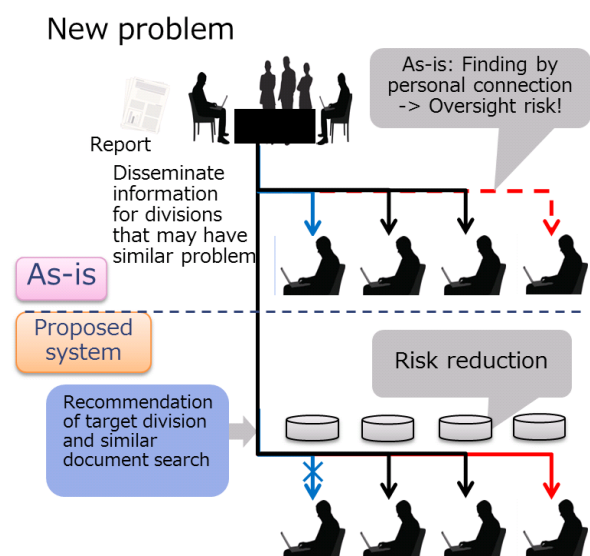 New problem
As-is: Finding by
personal connection
-> Oversight risk!
Report
Disseminate
information
for divisions
that may have
similar problem
As-is
Proposed
system
Risk reduction
Recommendation
of target division
and similar
document search